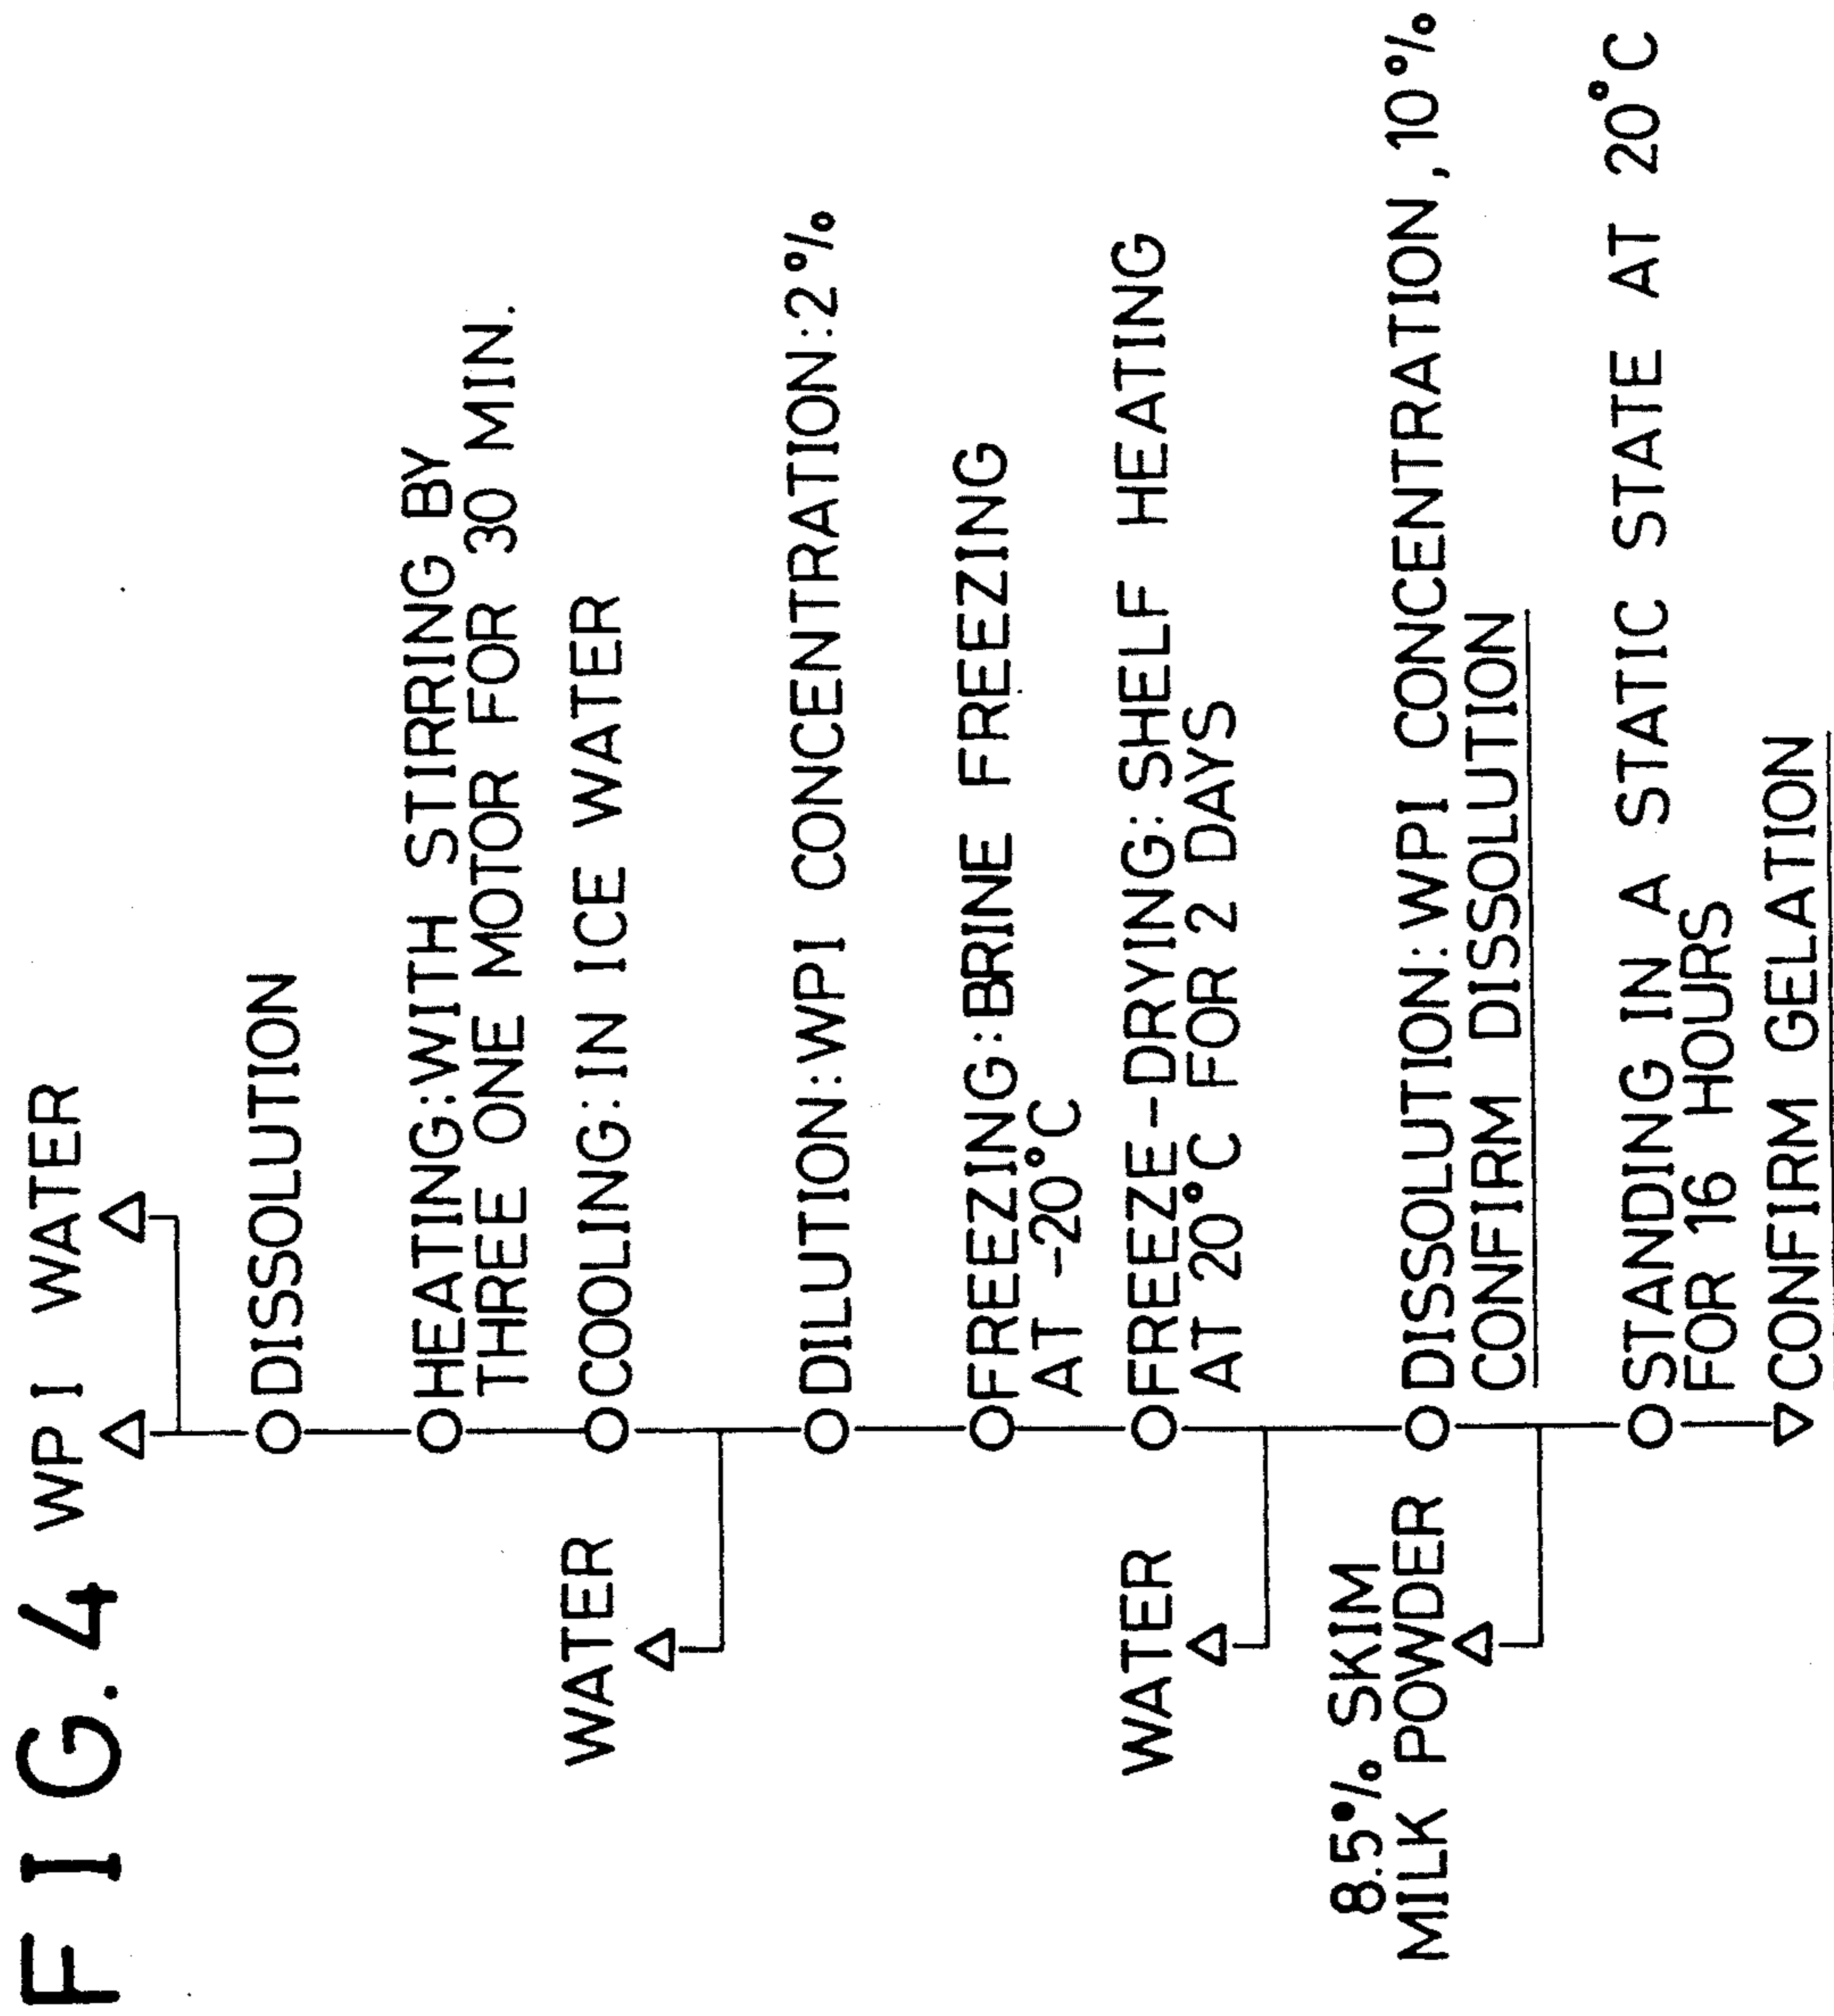 FIG. 4
WPI WATER
DISSOLUTION
HEATING: WITH STIRRING BY
THREE ONE MOTOR FOR 30 MIN.
COOLING: IN ICE WATER
WATER
DILUTION: WPI CONCENTRATION: 2%
FREEZING: BRINE FREEZING
AT -20°C
FREEZE-DRYING: SHELF HEATING
AT 20°C FOR 2 DAYS
WATER
DISSOLUTION: WPI CONCENTRATION, 10%
CONFIRM DISSOLUTION
8.5% SKIM
MILK POWDER
STANDING IN A STATIC STATE AT 20°C
FOR 16 HOURS
CONFIRM GELATION